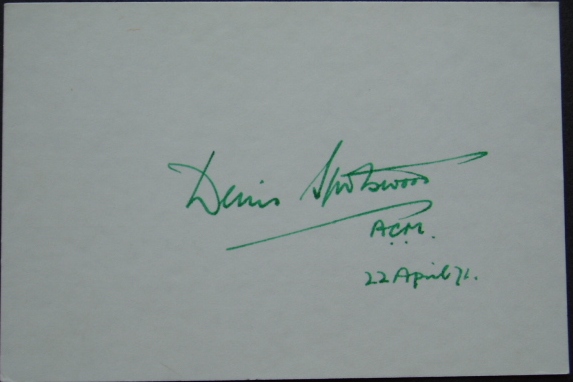 Denis Spotswood
A.C.M.
22 April 71.